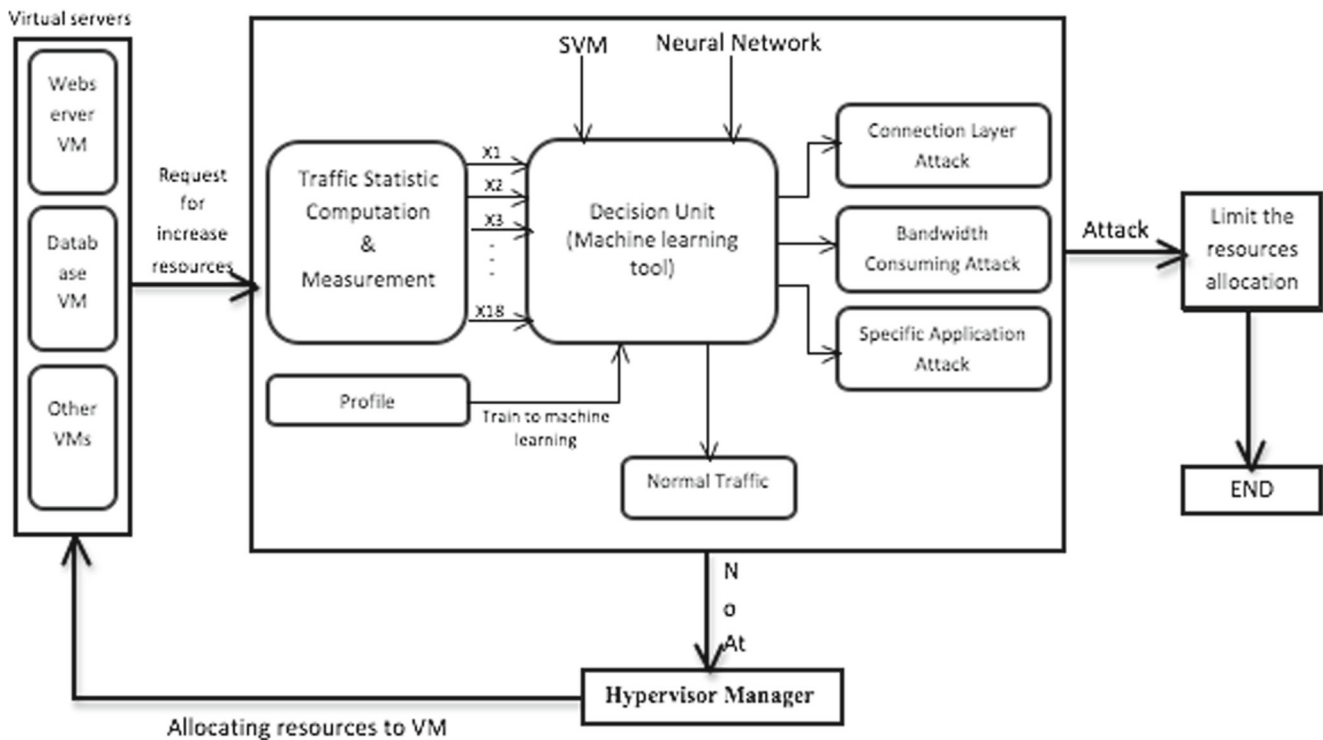 Virtual servers
Webs
erver
VM
Datab
ase
VM
Other
VMs
Request
for
increase
resources
SVM
Neural Network
Traffic Statistic
Computation
&
Measurement
X1
X2
X3
.
.
.
X18
Decision Unit
(Machine learning
tool)
Profile
Train to machine
learning
Normal Traffic
Connection Layer
Attack
Bandwidth
Consuming Attack
Specific Application
Attack
Attack
Limit the
resources
allocation
END
N
o
At
Hypervisor Manager
Allocating resources to VM